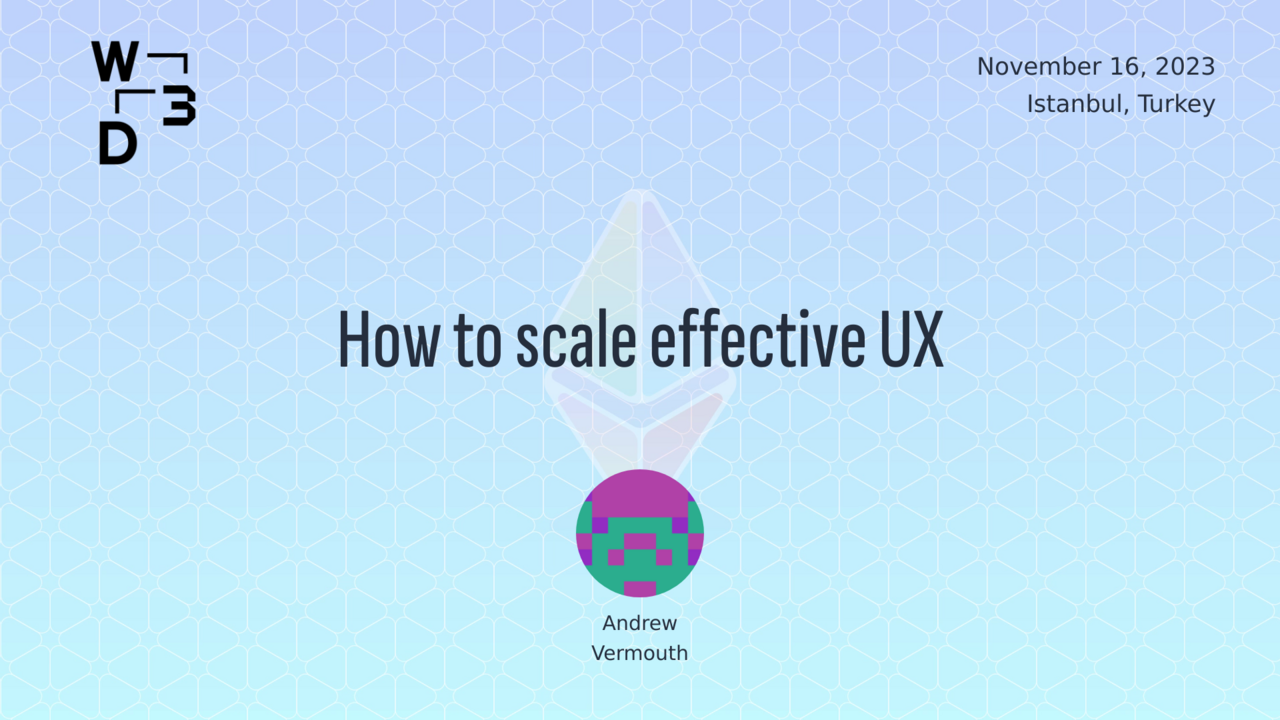 W
3
D
November 16, 2023
Istanbul, Turkey
How to scale effective UX
Andrew
Vermouth